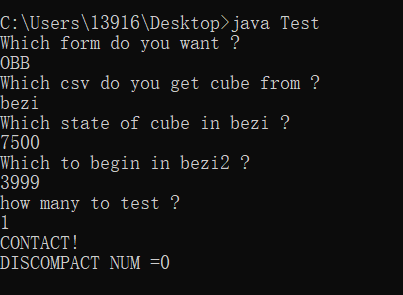 C:\Users\13916\Desktop>java Test
Which form do you want ?
OBB
Which csv do you get cube from ?
bezi
Which state of cube in bezi ?
7500
Which to begin in bezi2 ?
3999
how many to test ?
1
CONTACT!
DISCOMPACT NUM =0